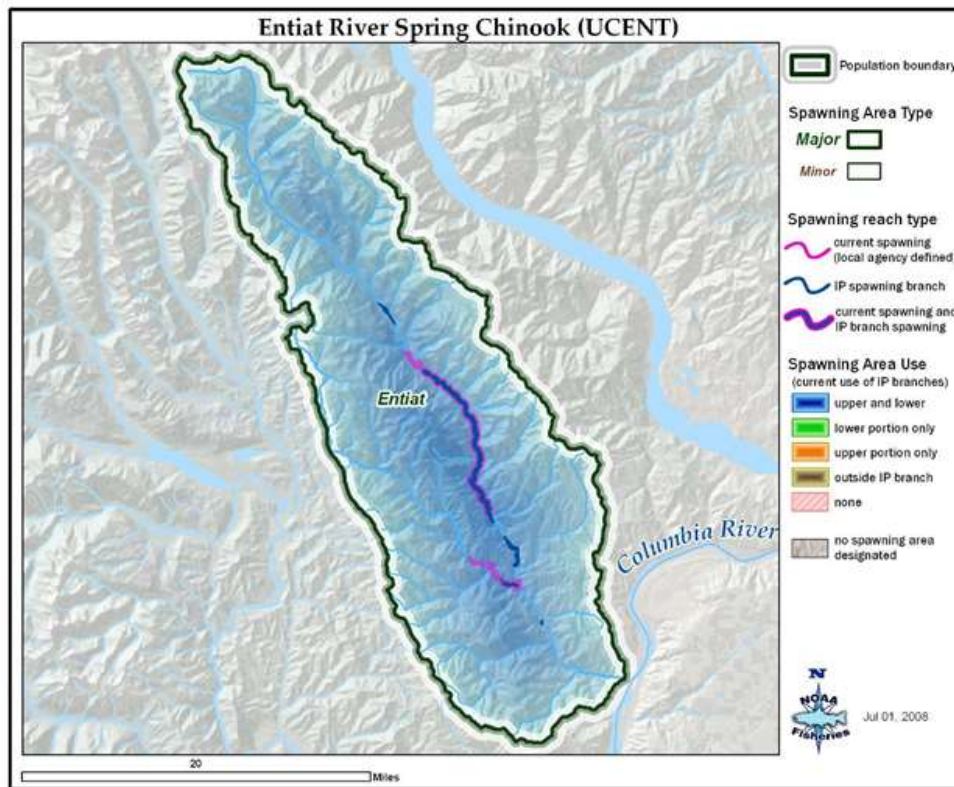 Entiat River Spring Chinook (UCENT)
Population boundary
Spawning Area Type
Major
Minor
Spawning reach type
current spawning
(local agency defined)
IP spawning branch
current spawning and
IP branch spawning
Spawning Area Use
(current use of IP branches)
upper and lower
lower portion only
upper portion only
outside IP branch
none
no spawning area
designated
Entiat
Columbia River
N
NOAA
Fisheries
Jul 01, 2008
20
Miles